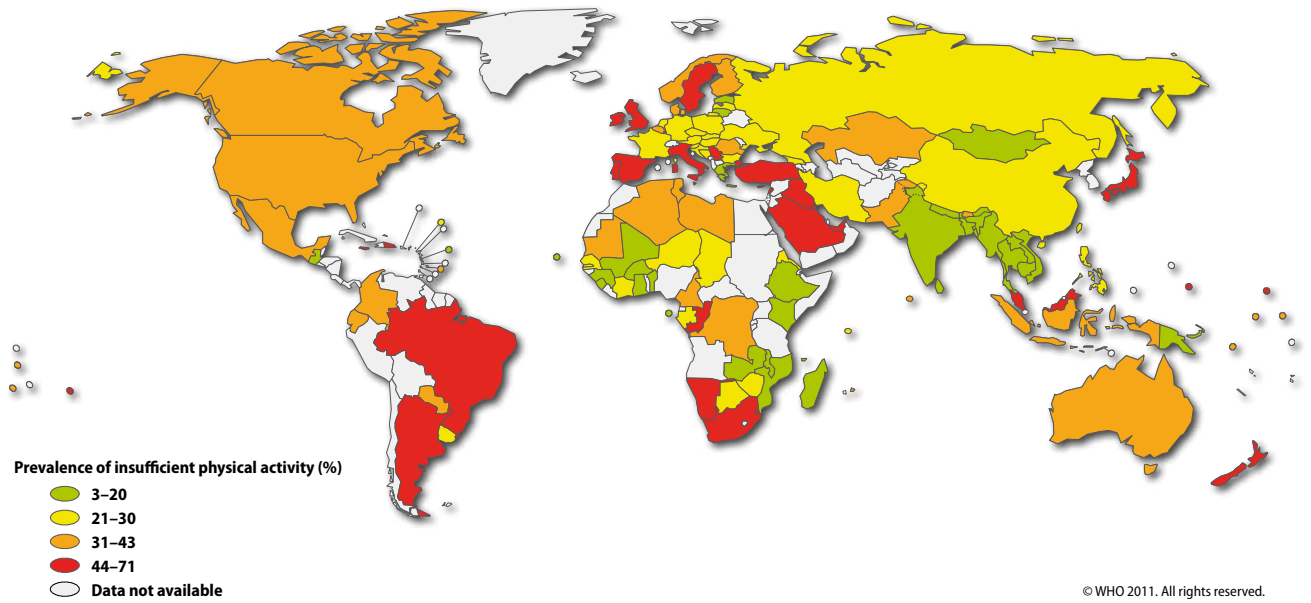 Prevalence of insufficient physical activity (%)
3–20
21–30
31–43
44–71
Data not available
© WHO 2011. All rights reserved.